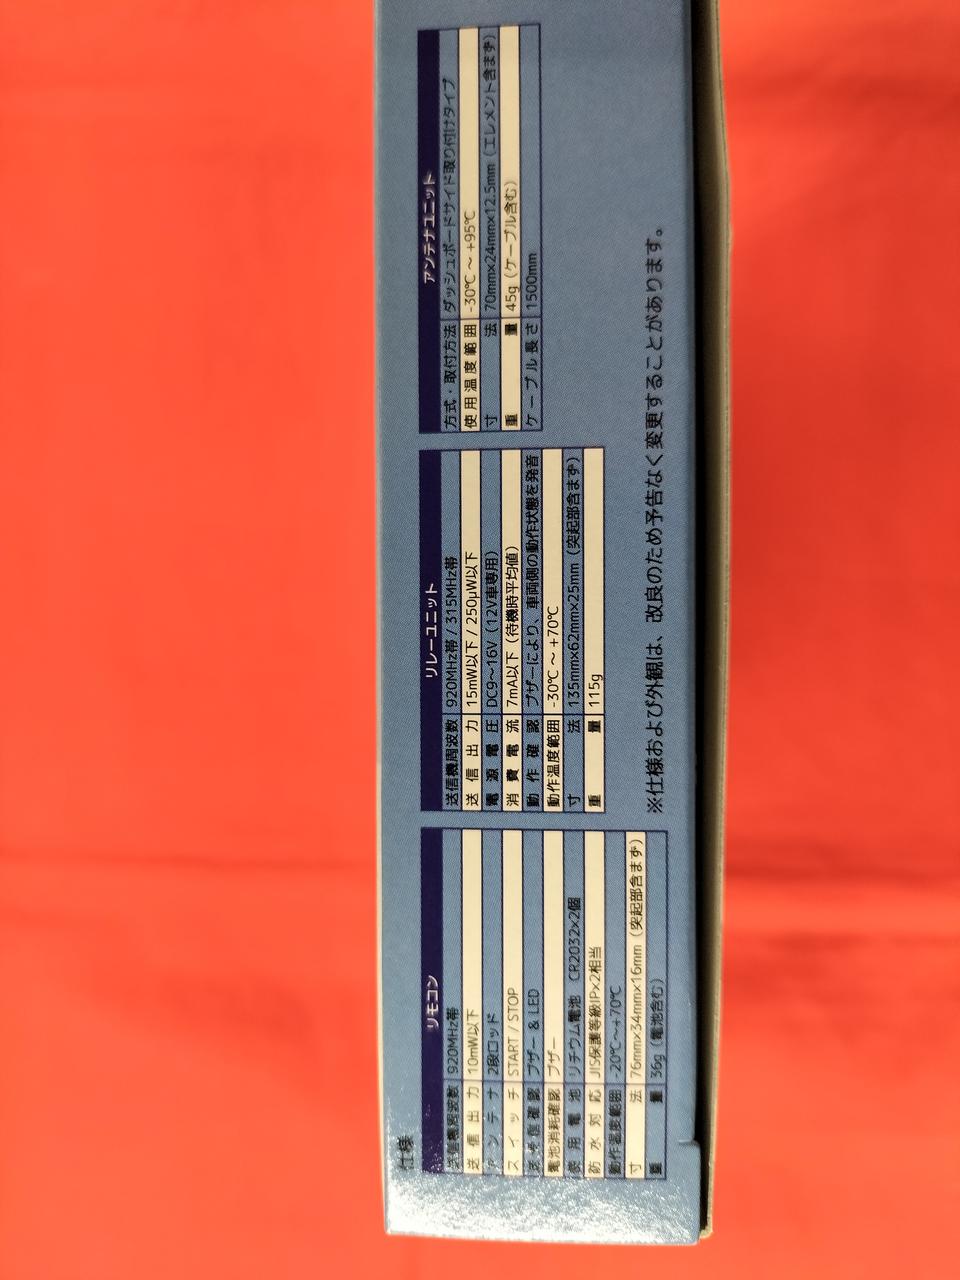 仕様
リモコン
送信機周波数 920MHz帯
送信出力 10mW以下
アンテナ 2段ロッド
スイッチ START / STOP
送受信確認 ブザー & LED
電池消耗確認 ブザー
使用電池 リチウム電池 CR2032×2個
防水対応 JIS保護等級IP×2相当
動作温度範囲 -20℃~+70℃
寸法 76mm×34mm×16mm（突起部含まず）
重量 36g（電池含む）
リレーユニット
送信機周波数 920MHz帯 / 315MHz帯
送信出力 15mW以下 / 250μW以下
電源電圧 DC9〜16V（12V車専用）
消費電流 7mA以下（待機時平均値）
動作確認 ブザーにより、車両側の動作状態を発音
動作温度範囲 -30℃ 〜 +70℃
寸法 135mm×62mm×25mm（突起部含まず）
重量 115g
アンテナユニット
方式・取付方法 ダッシュボードサイド取り付けタイプ
使用温度範囲 -30℃ 〜 +95℃
寸法 70mm×24mm×12.5mm（エレメント含まず）
重量 45g（ケーブル含む）
ケーブル長さ 1500mm
※仕様および外観は、改良のため予告なく変更することがあります。